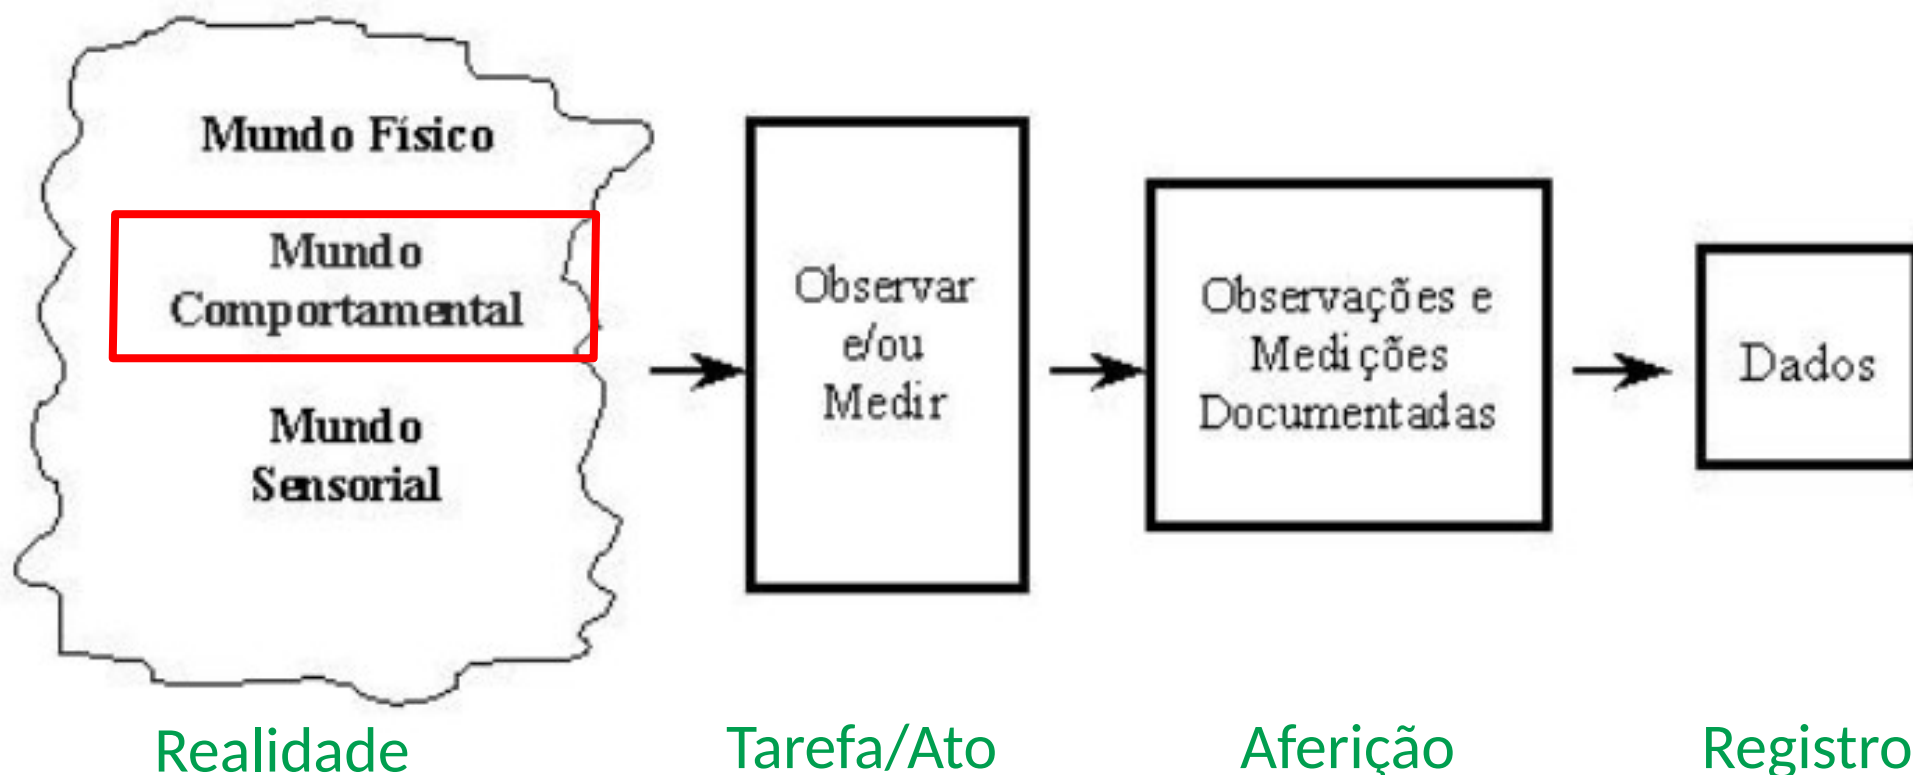 Mundo Físico
Mundo
Comportamental
Mundo
Sensorial
Observar
e/ou
Medir
Observações e
Medições
Documentadas
Dados
Realidade
Tarefa/Ato
Aferição
Registro